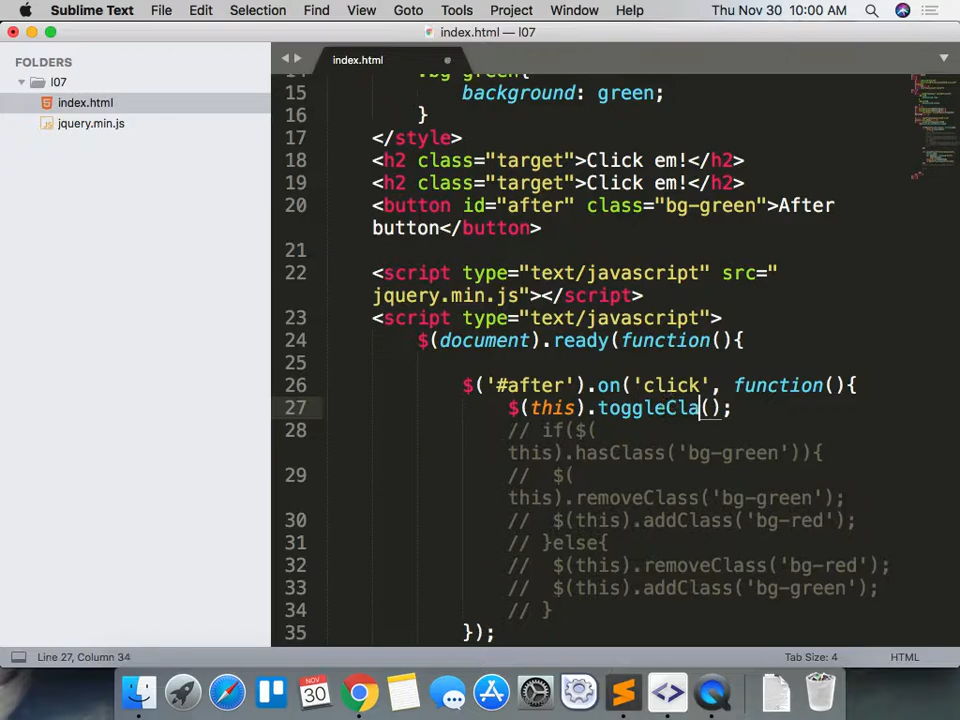 Sublime Text File Edit Selection Find View Goto Tools Project Window Help Thu Nov 30 10:00 AM
index.html — l07
FOLDERS
l07
index.html
jquery.min.js
index.html
.bg-green{
15 background: green;
16 }
17 </style>
18 <h2 class="target">Click em!</h2>
19 <h2 class="target">Click em!</h2>
20 <button id="after" class="bg-green">After
button</button>
21
22 <script type="text/javascript" src="
jquery.min.js"></script>
23 <script type="text/javascript">
24 $(document).ready(function(){
25
26 $('#after').on('click', function(){
27 $(this).toggleCla();
28 // if($(
this).hasClass('bg-green')){
29 // $(
this).removeClass('bg-green');
30 // $(this).addClass('bg-red');
31 // }else{
32 // $(this).removeClass('bg-red');
33 // $(this).addClass('bg-green');
34 // }
35 });
Line 27, Column 34 Tab Size: 4 HTML
NOV
30